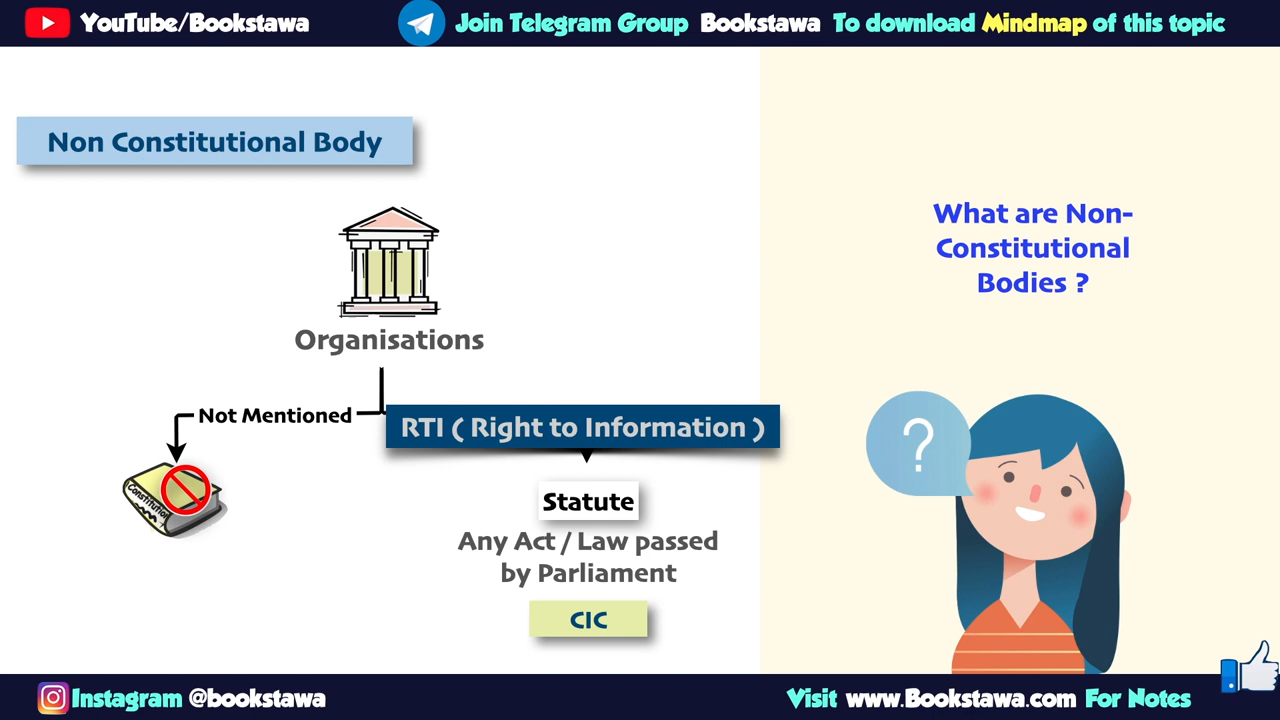 YouTube/Bookstawa
Join Telegram Group Bookstawa To download Mindmap of this topic
Non Constitutional Body
What are Non-
Constitutional
Bodies ?
?
Organisations
Not Mentioned
RTI ( Right to Information )
Constitution
Statute
Any Act / Law passed
by Parliament
CIC
Instagram @bookstawa
Visit www.Bookstawa.com For Notes